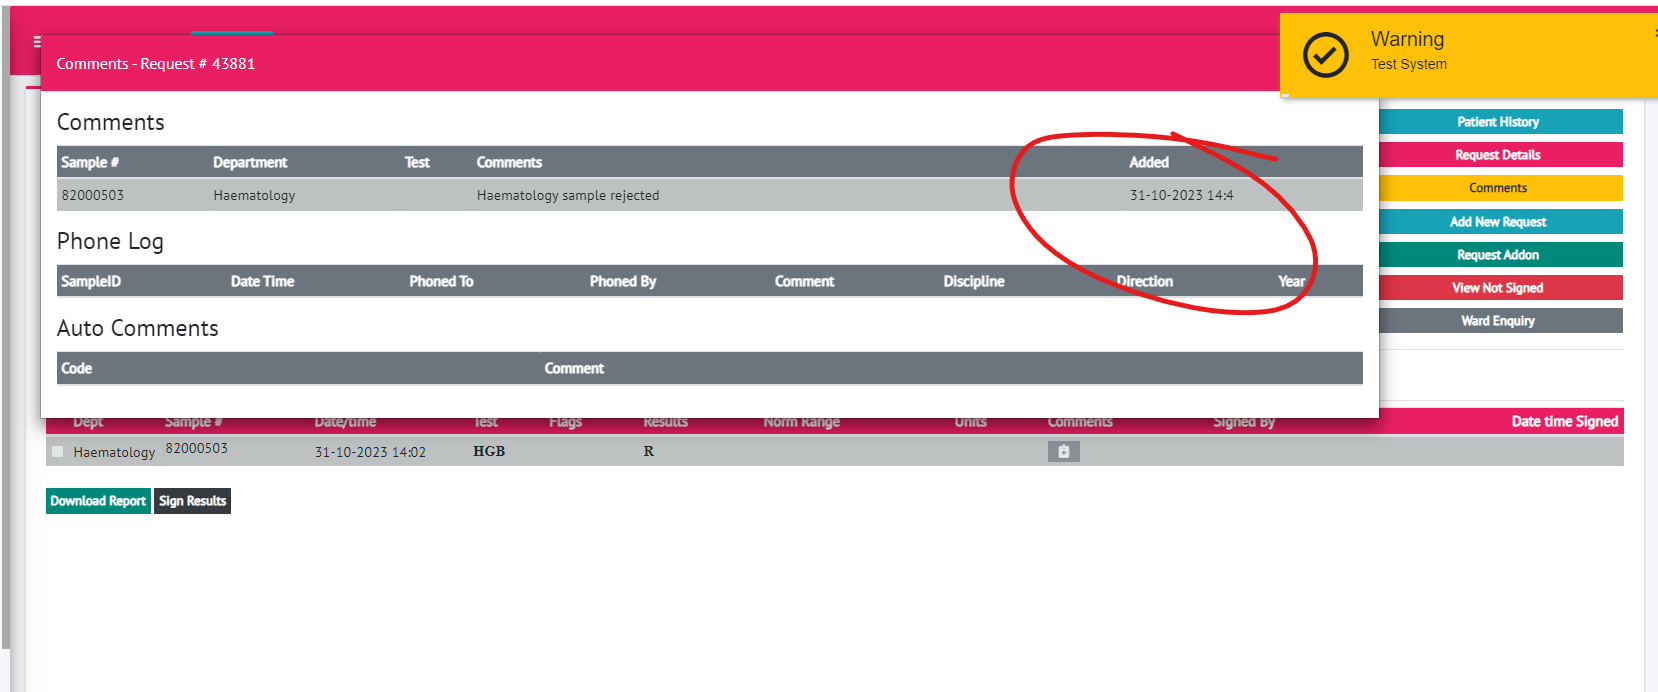 Warning
Test System
Comments - Request # 43881
Comments
Sample # Department Test Comments Added
82000503 Haematology Haematology sample rejected 31-10-2023 14:4
Phone Log
SampleID Date Time Phoned To Phoned By Comment Discipline Direction Year
Auto Comments
Code Comment
Patient History
Request Details
Comments
Add New Request
Request Addon
View Not Signed
Ward Enquiry
Dept Sample # Date/time Test Flags Results Norm Range Units Comments Signed By Date time Signed
Haematology 82000503 31-10-2023 14:02 HGB R
Download Report Sign Results